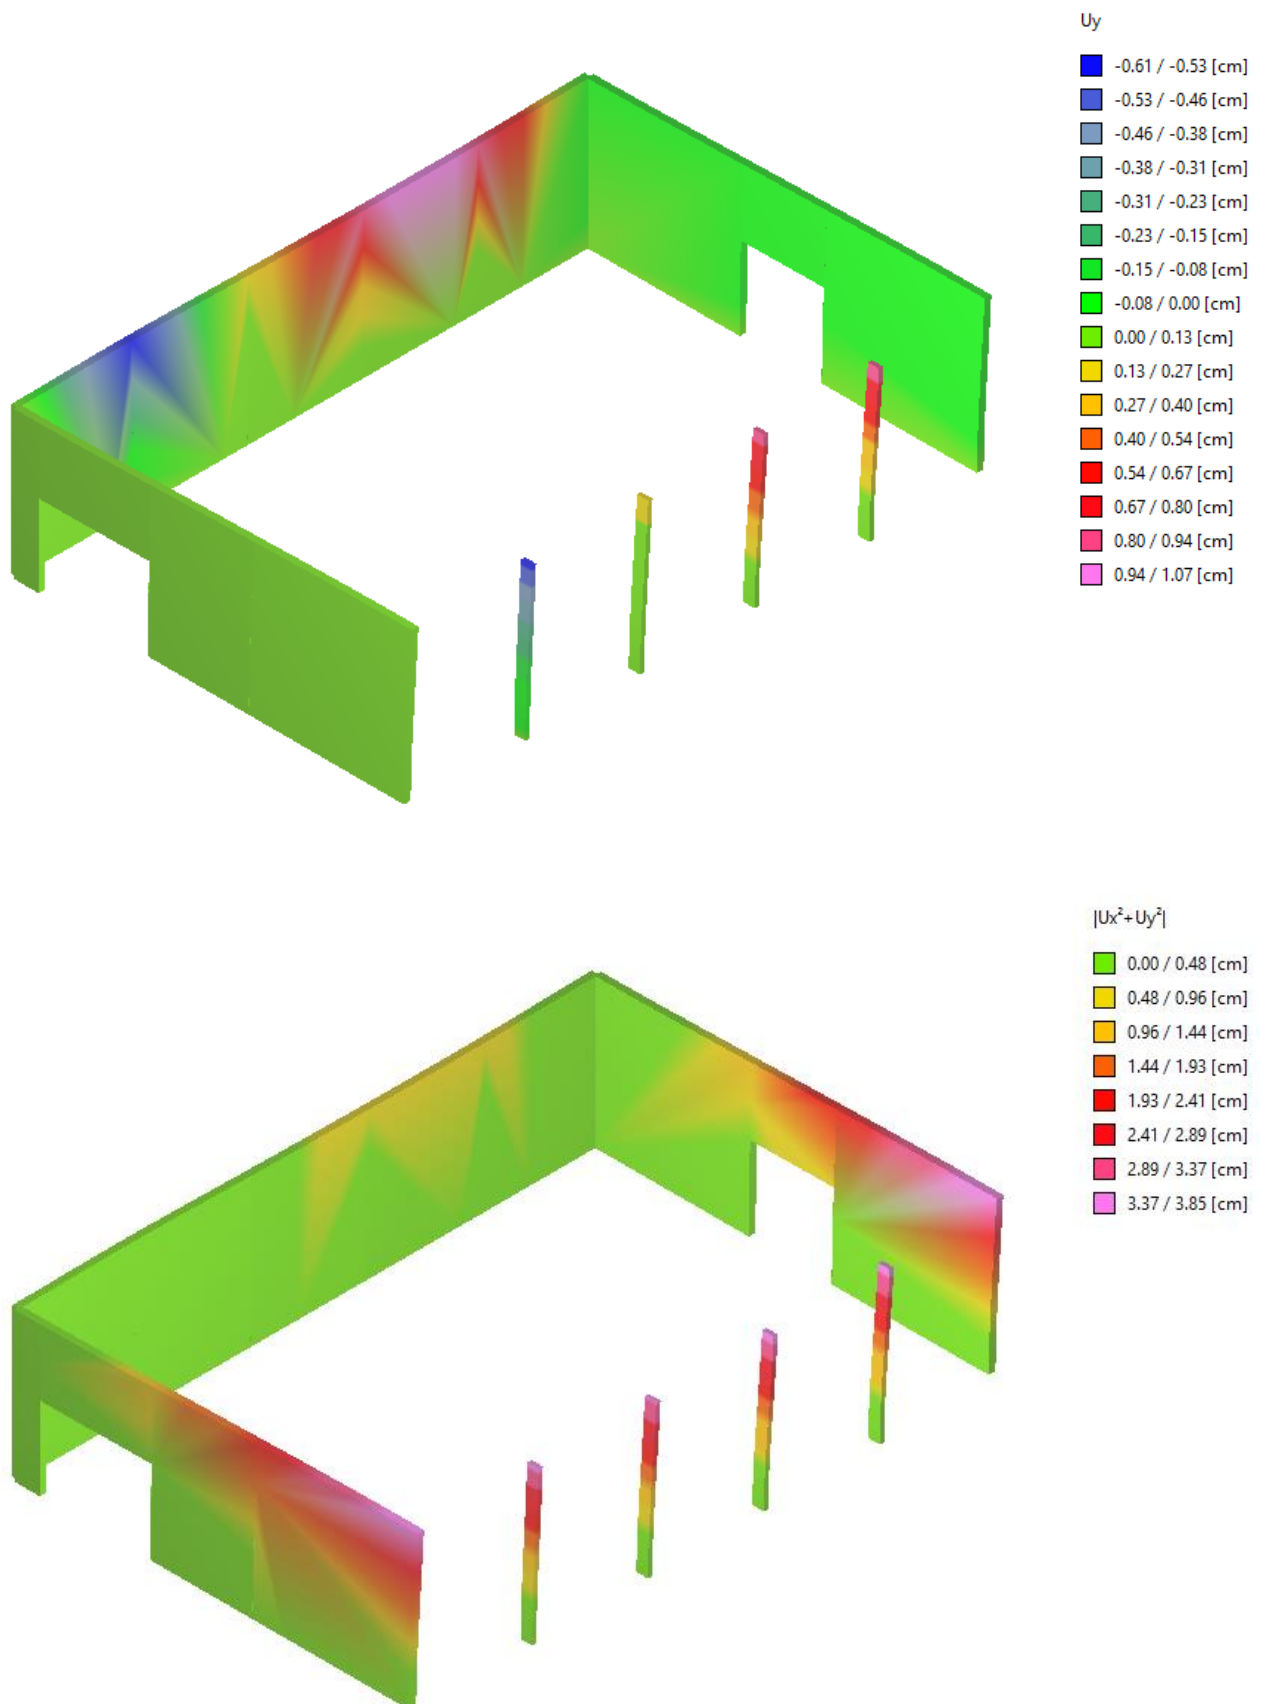 Uy
-0.61 / -0.53 [cm]
-0.53 / -0.46 [cm]
-0.46 / -0.38 [cm]
-0.38 / -0.31 [cm]
-0.31 / -0.23 [cm]
-0.23 / -0.15 [cm]
-0.15 / -0.08 [cm]
-0.08 / 0.00 [cm]
0.00 / 0.13 [cm]
0.13 / 0.27 [cm]
0.27 / 0.40 [cm]
0.40 / 0.54 [cm]
0.54 / 0.67 [cm]
0.67 / 0.80 [cm]
0.80 / 0.94 [cm]
0.94 / 1.07 [cm]
|Ux²+Uy²|
0.00 / 0.48 [cm]
0.48 / 0.96 [cm]
0.96 / 1.44 [cm]
1.44 / 1.93 [cm]
1.93 / 2.41 [cm]
2.41 / 2.89 [cm]
2.89 / 3.37 [cm]
3.37 / 3.85 [cm]